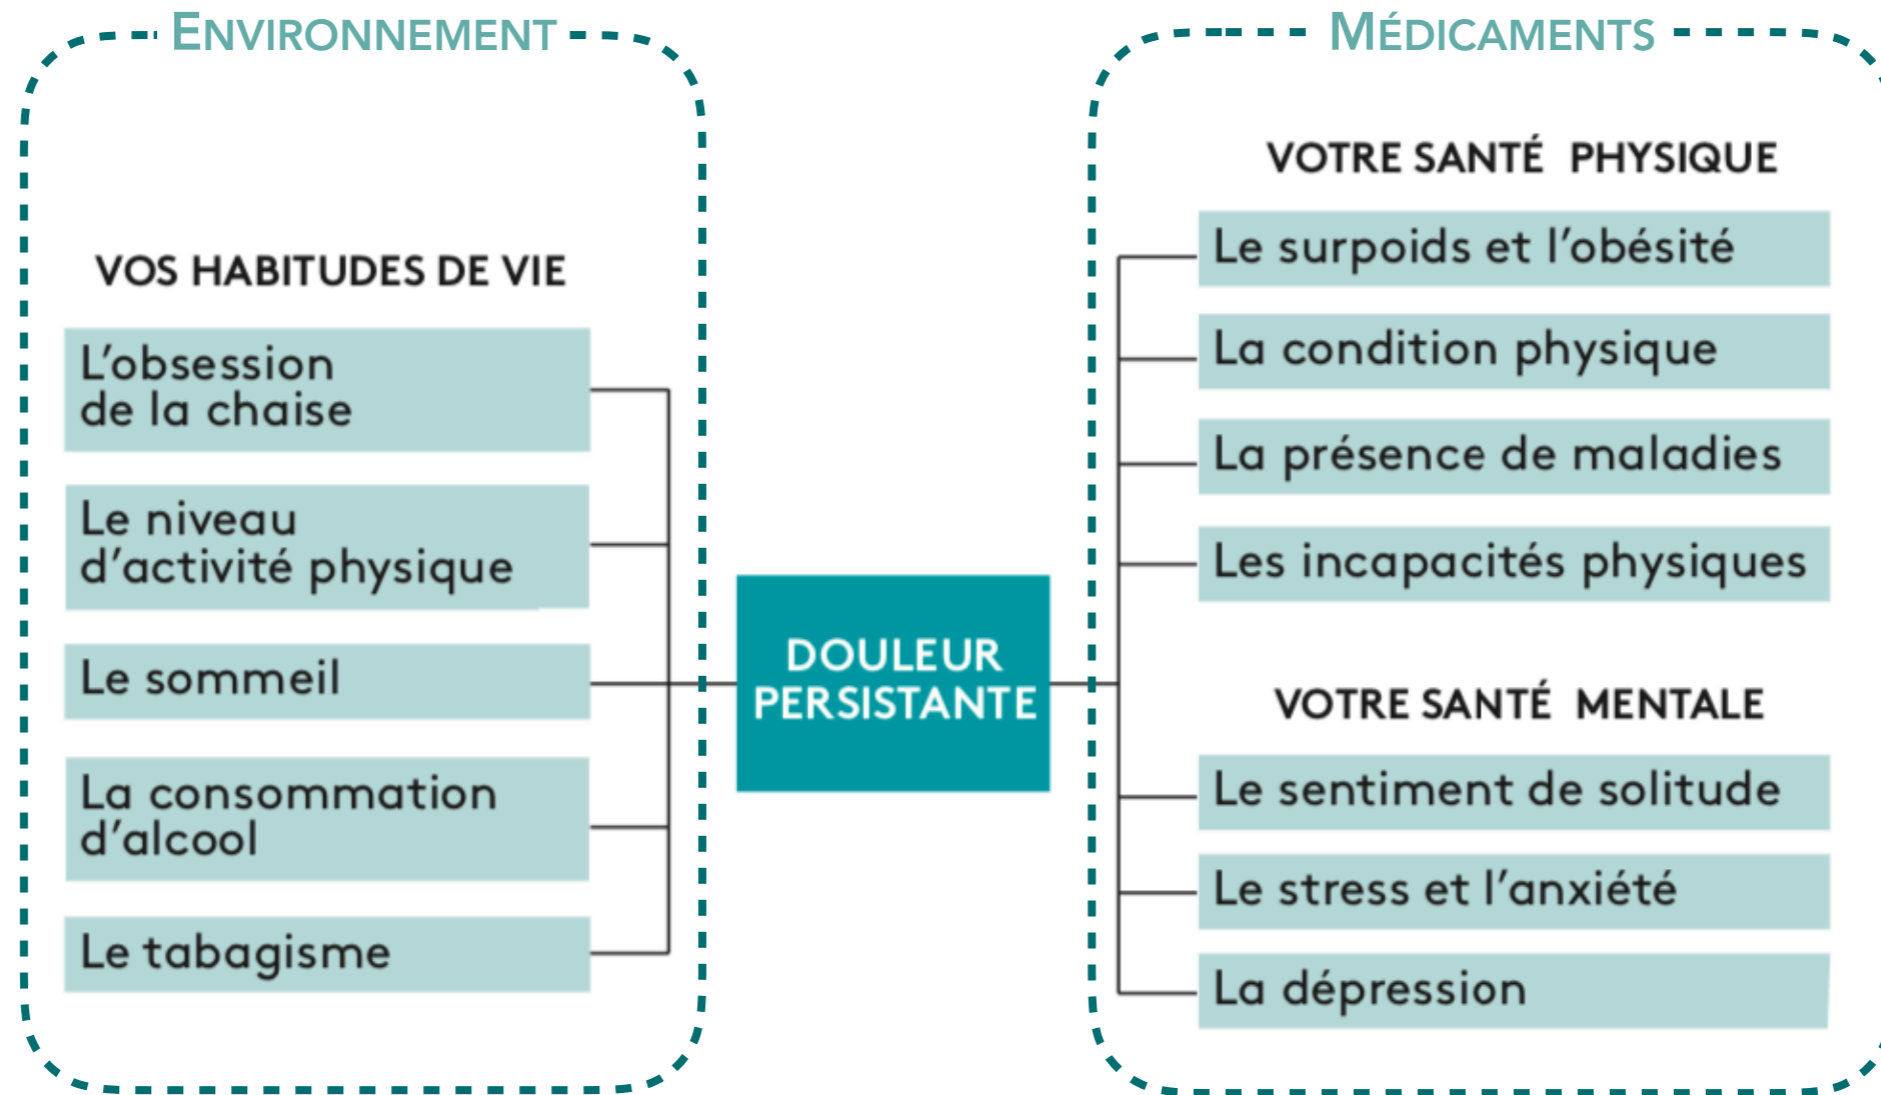 ENVIRONNEMENT
VOS HABITUDES DE VIE
L’obsession
de la chaise
Le niveau
d’activité physique
Le sommeil
La consommation
d’alcool
Le tabagisme
DOULEUR
PERSISTANTE
MÉDICAMENTS
VOTRE SANTÉ PHYSIQUE
Le surpoids et l’obésité
La condition physique
La présence de maladies
Les incapacités physiques
VOTRE SANTÉ MENTALE
Le sentiment de solitude
Le stress et l’anxiété
La dépression